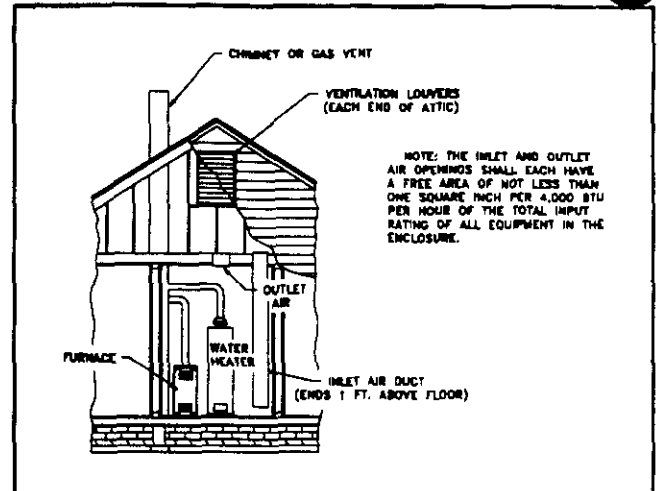 CHIMNEY OR GAS VENT
VENTILATION LOUVERS
(EACH END OF ATTIC)
NOTE: THE INLET AND OUTLET
AIR OPENINGS SHALL EACH HAVE
A FREE AREA OF NOT LESS THAN
ONE SQUARE INCH PER 4,000 BTU
PER HOUR OF THE TOTAL INPUT
RATING OF ALL EQUIPMENT IN THE
ENCLOSURE.
OUTLET
AIR
FURNACE
WATER
HEATER
INLET AIR DUCT
(ENDS 1 FT. ABOVE FLOOR)